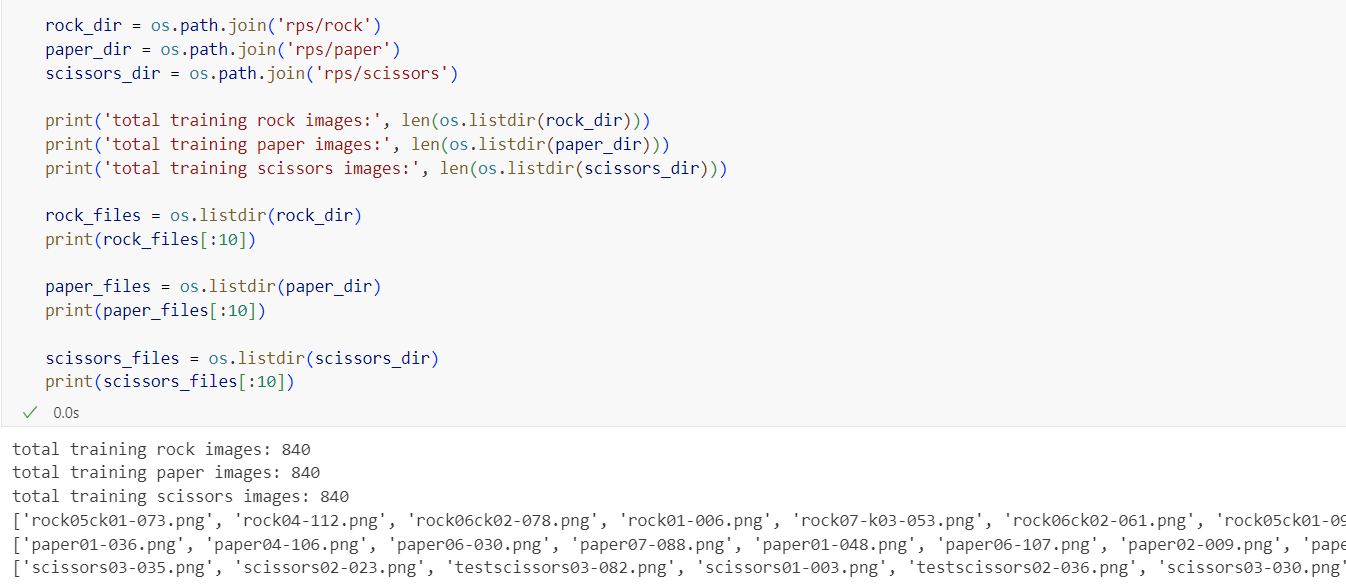 rock_dir = os.path.join('rps/rock')
paper_dir = os.path.join('rps/paper')
scissors_dir = os.path.join('rps/scissors')
print('total training rock images:', len(os.listdir(rock_dir)))
print('total training paper images:', len(os.listdir(paper_dir)))
print('total training scissors images:', len(os.listdir(scissors_dir)))
rock_files = os.listdir(rock_dir)
print(rock_files[:10])
paper_files = os.listdir(paper_dir)
print(paper_files[:10])
scissors_files = os.listdir(scissors_dir)
print(scissors_files[:10])
0.0s
total training rock images: 840
total training paper images: 840
total training scissors images: 840
['rock05ck01-073.png', 'rock04-112.png', 'rock06ck02-078.png', 'rock01-006.png', 'rock07-k03-053.png', 'rock06ck02-061.png', 'rock05ck01-09
['paper01-036.png', 'paper04-106.png', 'paper06-030.png', 'paper07-088.png', 'paper01-048.png', 'paper06-107.png', 'paper02-009.png', 'pape
['scissors03-035.png', 'scissors02-023.png', 'testscissors03-082.png', 'scissors01-003.png', 'testscissors02-036.png', 'scissors03-030.png'